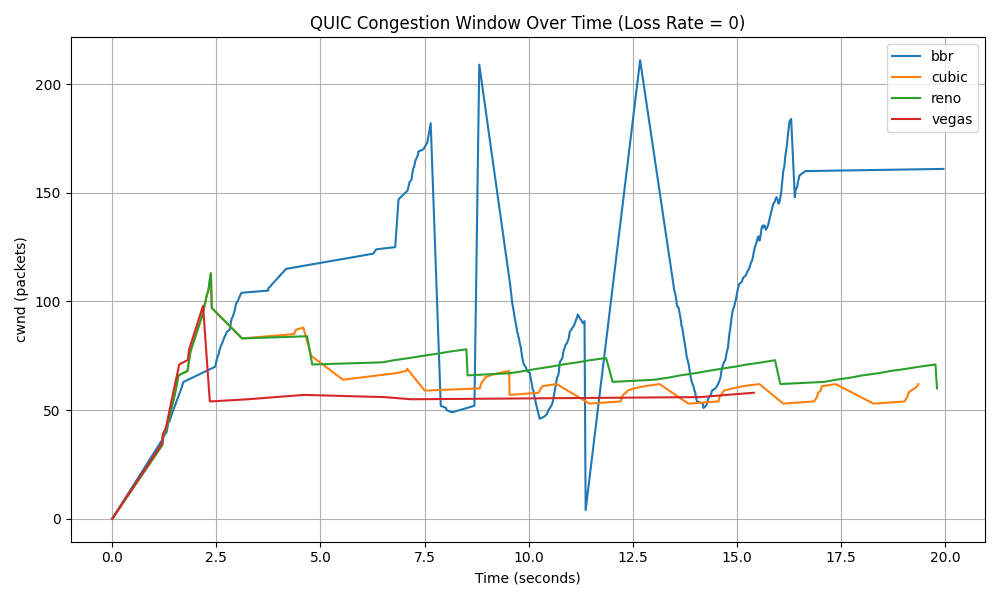 QUIC Congestion Window Over Time (Loss Rate = 0)
bbr
cubic
reno
vegas
cwnd (packets)
200
150
100
50
0
0.0 2.5 5.0 7.5 10.0 12.5 15.0 17.5 20.0
Time (seconds)